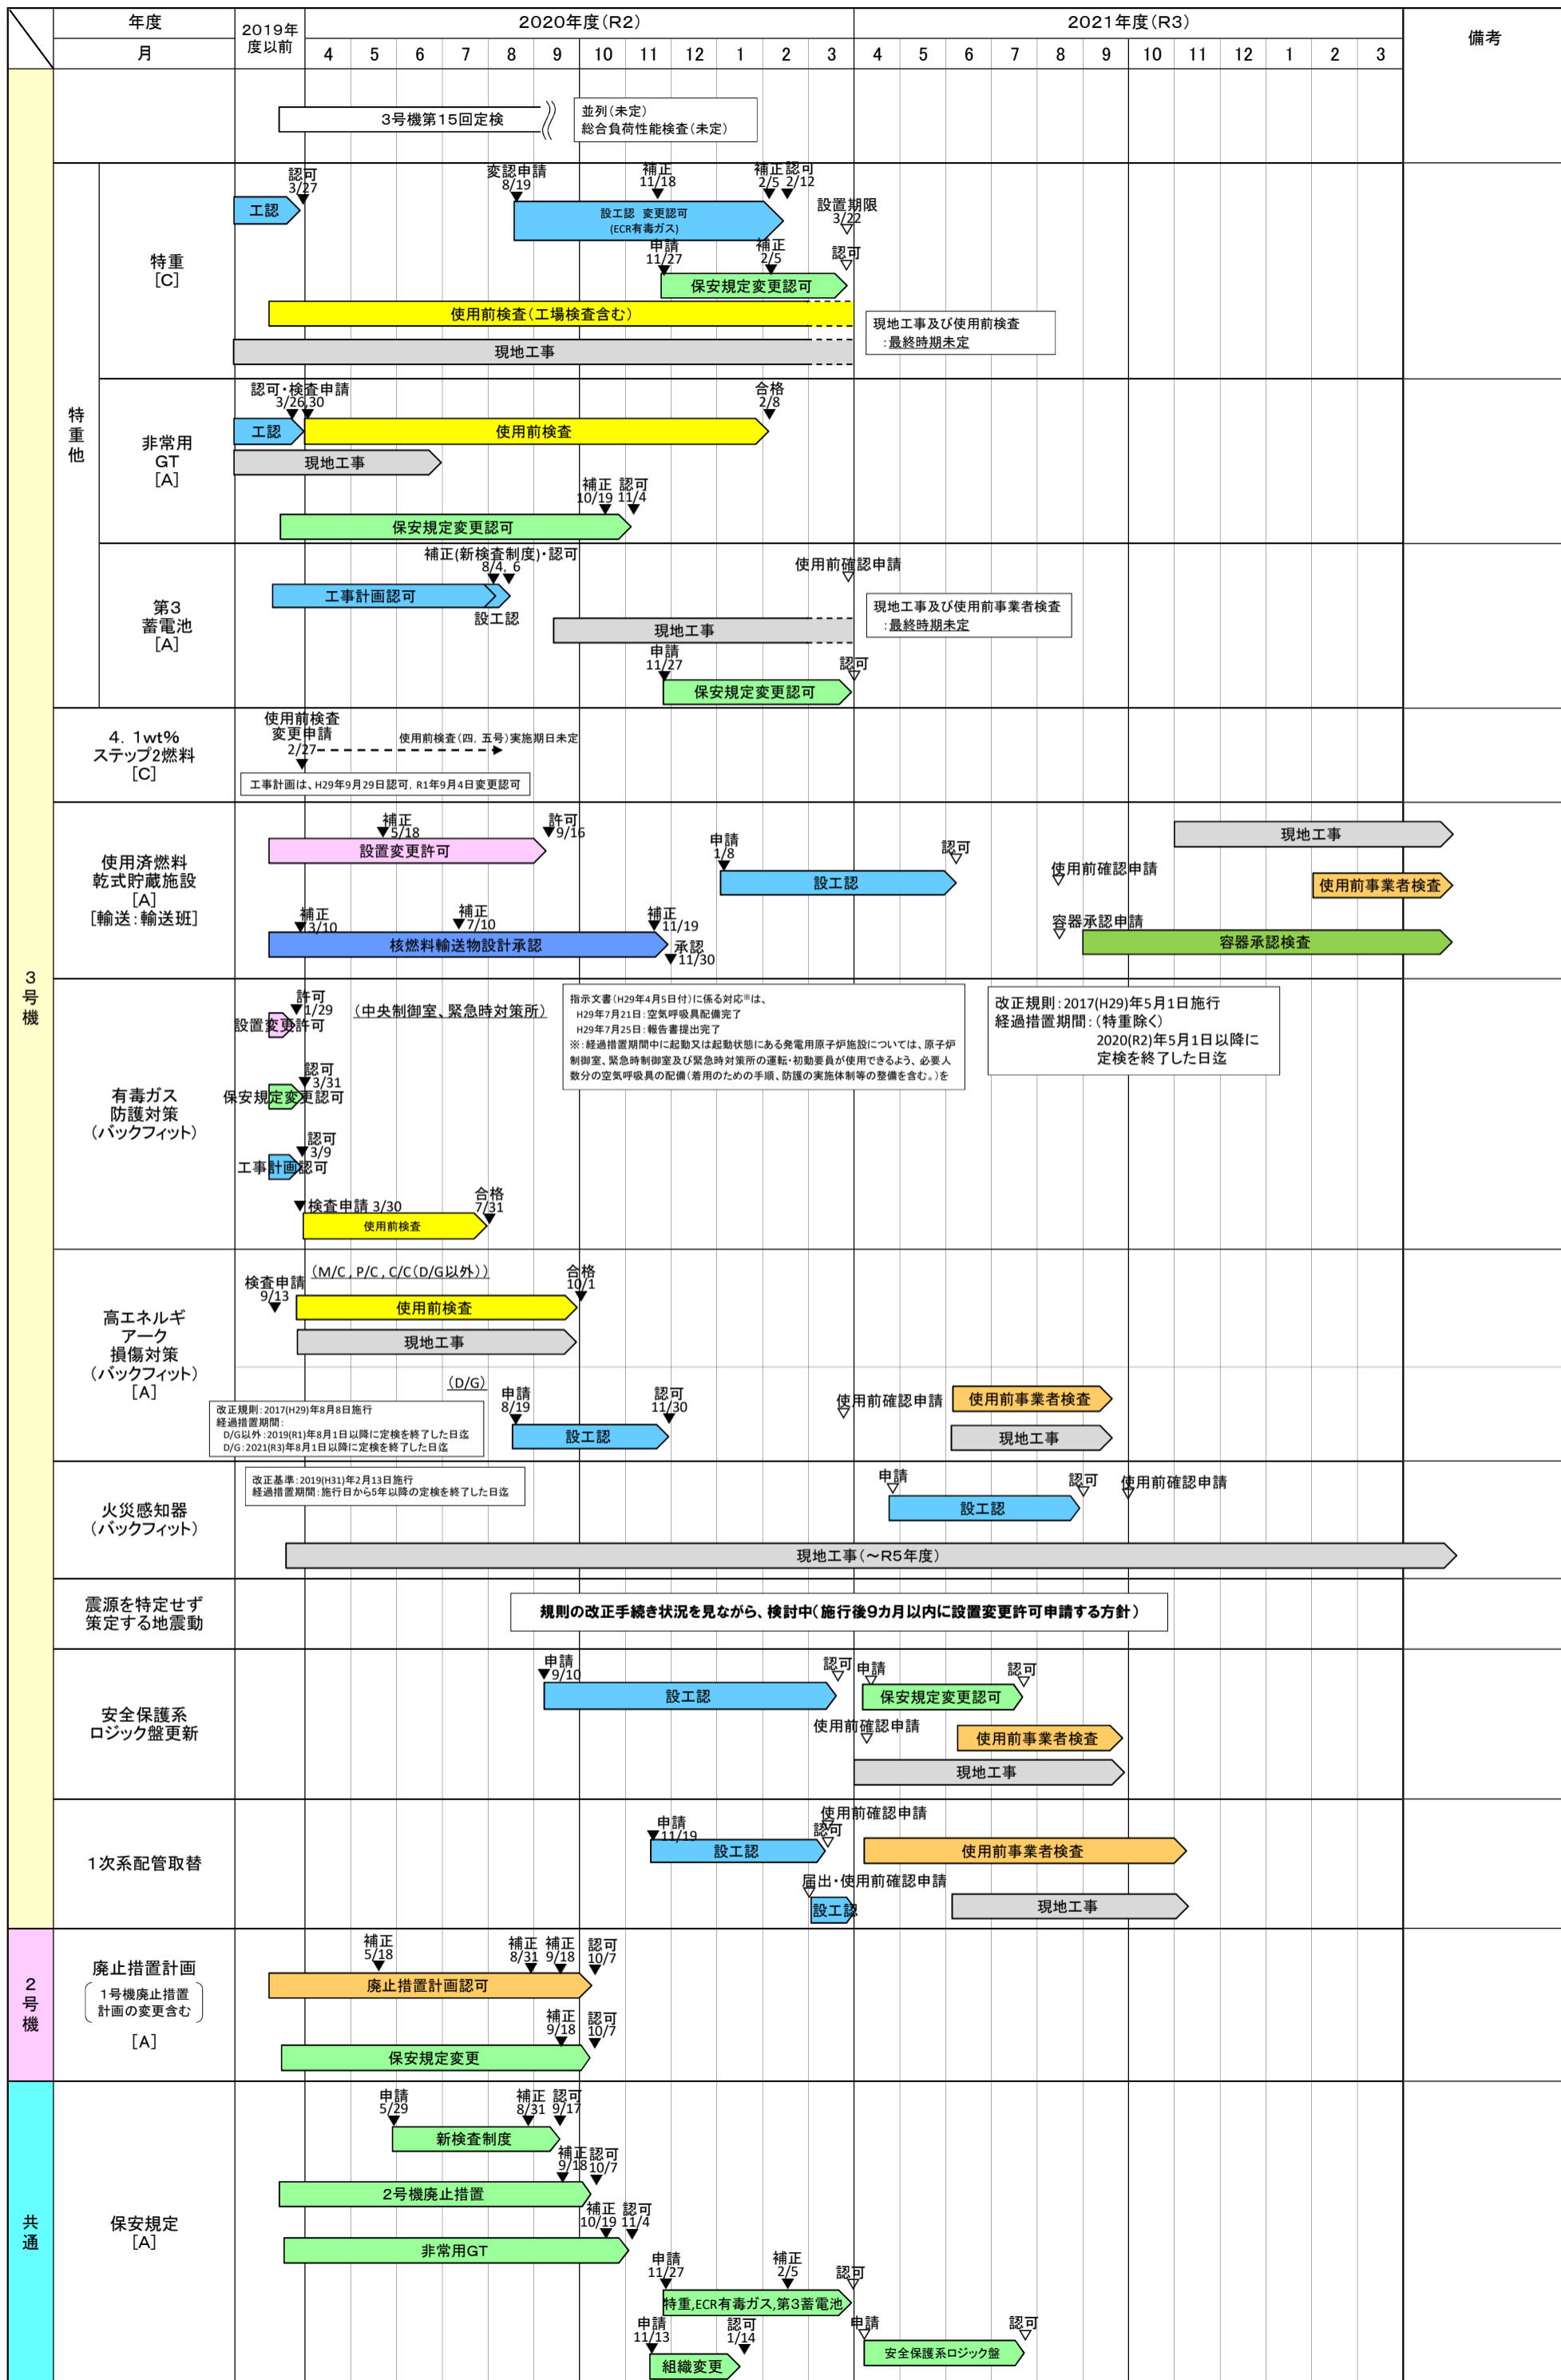 年度
月
2019年
度以前
2020年度(R2)
2021年度(R3)
備考
4 5 6 7 8 9 10 11 12 1 2 3 4 5 6 7 8 9 10 11 12 1 2 3
3号機
3号機第15回定検
並列(未定)
総合負荷性能検査(未定)
特重他
特重
[C]
認可
3/27
工認
変認申請
8/19
補正
11/18
補正 認可
2/5 2/12
設工認 変更認可
(ECR有毒ガス)
設置期限
3/22
申請
11/27
補正
2/5
認可
保安規定変更認可
使用前検査(工場検査含む)
現地工事
現地工事及び使用前検査
:最終時期未定
非常用
GT
[A]
認可・検査申請
3/26,30
合格
2/8
工認
使用前検査
現地工事
補正 認可
10/19 11/4
保安規定変更認可
第3
蓄電池
[A]
補正(新検査制度)・認可
8/4, 6
工事計画認可
設工認
使用前確認申請
現地工事
現地工事及び使用前事業者検査
:最終時期未定
申請
11/27
認可
保安規定変更認可
4.1wt%
ステップ2燃料
[C]
使用前検査
変更申請
2/27
使用前検査(四,五号)実施期日未定
工事計画は、H29年9月29日認可,R1年9月4日変更認可
使用済燃料
乾式貯蔵施設
[A]
[輸送:輸送班]
補正
5/18
許可
9/16
設置変更許可
申請
1/8
認可
設工認
現地工事
使用前確認申請
使用前事業者検査
補正
3/10
補正
7/10
補正
11/19
核燃料輸送物設計承認
承認
11/30
容器承認申請
容器承認検査
有毒ガス
防護対策
(バックフィット)
許可
1/29
設置変更許可
(中央制御室、緊急時対策所)
指示文書(H29年4月5日付)に係る対応※は、
H29年7月21日:空気呼吸具配備完了
H29年7月25日:報告書提出完了
※:経過措置期間中に起動又は起動状態にある発電用原子炉施設については、原子炉
制御室、緊急時制御室及び緊急時対策所の運転・初動要員が使用できるよう、必要人
数分の空気呼吸具の配備(着用のための手順、防護の実施体制等の整備を含む。)を
改正規則:2017(H29)年5月1日施行
経過措置期間:(特重除く)
2020(R2)年5月1日以降に
定検を終了した日迄
認可
3/31
保安規定変更認可
認可
3/9
工事計画認可
検査申請 3/30
合格
7/31
使用前検査
高エネルギ
アーク
損傷対策
(バックフィット)
[A]
(M/C, P/C, C/C(D/G以外))
検査申請
9/13
合格
10/1
使用前検査
現地工事
(D/G)
改正規則:2017(H29)年8月8日施行
経過措置期間:
D/G以外:2019(R1)年8月1日以降に定検を終了した日迄
D/G:2021(R3)年8月1日以降に定検を終了した日迄
申請
8/19
認可
11/30
設工認
使用前確認申請
使用前事業者検査
現地工事
火災感知器
(バックフィット)
改正基準:2019(H31)年2月13日施行
経過措置期間:施行日から5年以降の定検を終了した日迄
申請
認可
使用前確認申請
設工認
現地工事(~R5年度)
震源を特定せず
策定する地震動
規則の改正手続き状況を見ながら、検討中(施行後9カ月以内に設置変更許可申請する方針)
安全保護系
ロジック盤更新
申請
9/10
認可
設工認
申請
認可
保安規定変更認可
使用前確認申請
使用前事業者検査
現地工事
1次系配管取替
申請
11/19
使用前確認申請
認可
設工認
使用前事業者検査
届出・使用前確認申請
設工認
現地工事
2号機
廃止措置計画
1号機廃止措置
計画の変更含む
[A]
補正
5/18
補正
8/31
補正
9/18
認可
10/7
廃止措置計画認可
補正
9/18
認可
10/7
保安規定変更
共通
保安規定
[A]
申請
5/29
補正
8/31
認可
9/17
新検査制度
補正 認可
9/18 10/7
2号機廃止措置
補正 認可
10/19 11/4
非常用GT
申請
11/27
補正
2/5
認可
特重,ECR有毒ガス,第3蓄電池
申請
11/13
認可
1/14
組織変更
申請
認可
安全保護系ロジック盤